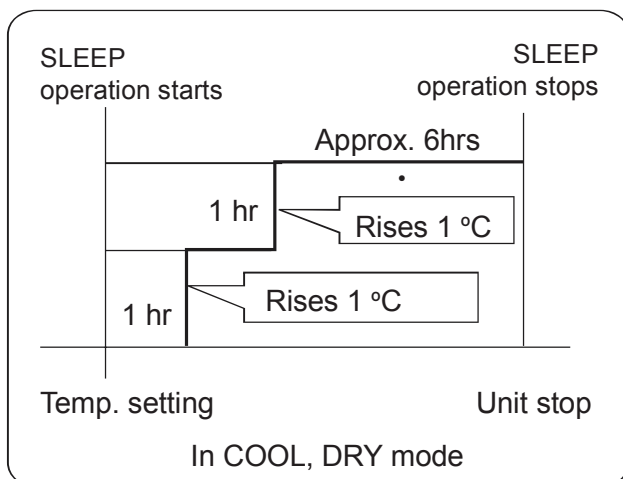 SLEEP
operation starts
SLEEP
operation stops
Approx. 6hrs
1 hr
Rises 1 ºC
Rises 1 ºC
1 hr
Temp. setting
Unit stop
In COOL, DRY mode